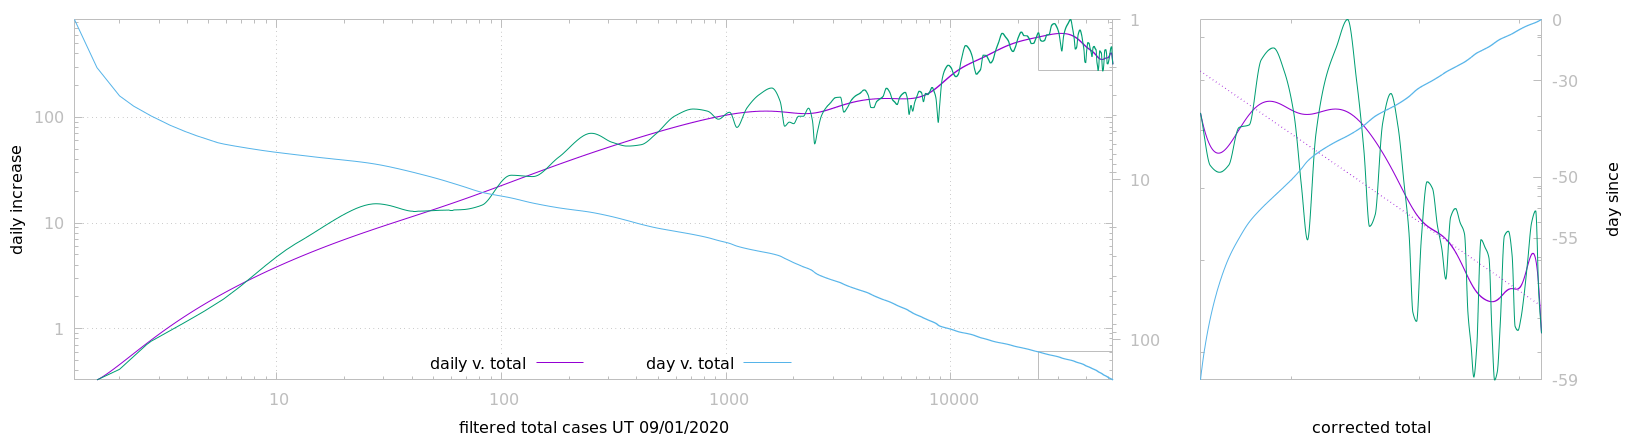 daily increase
100
10
1
daily v. total
day v. total
10
100
1000
10000
filtered total cases UT 09/01/2020
1
10
100
0
-30
-50
-55
-59
day since
corrected total